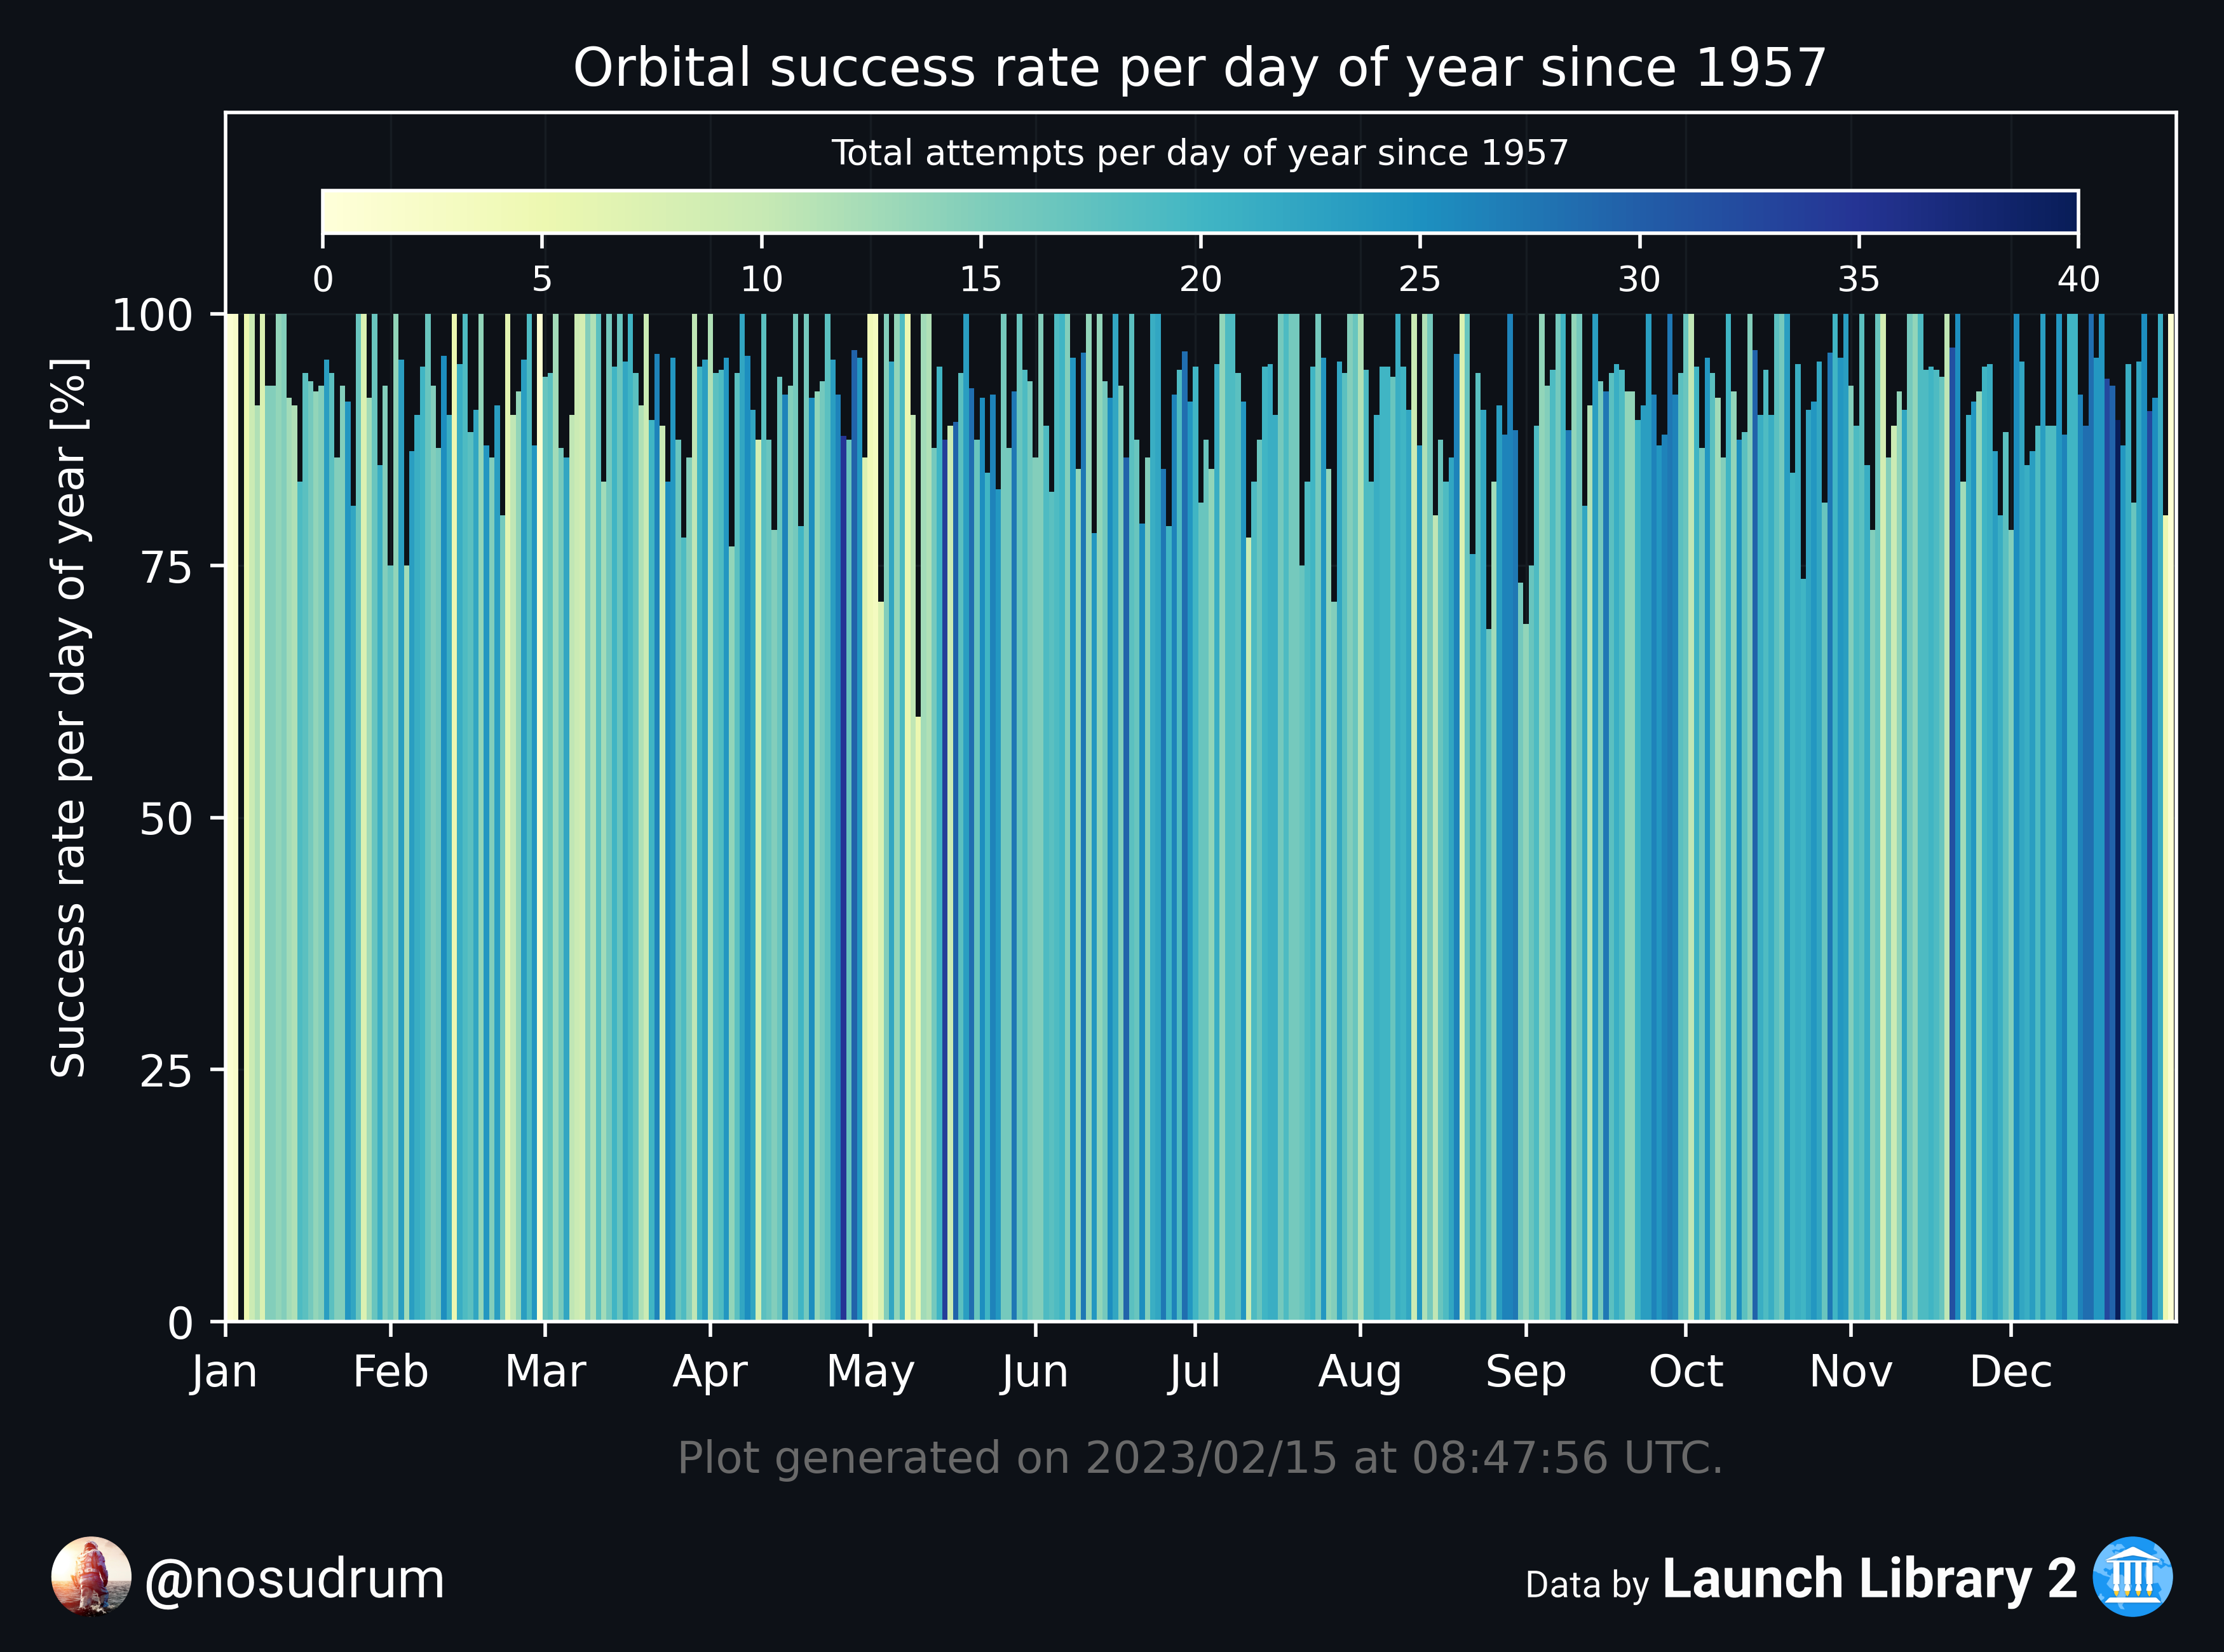 Orbital success rate per day of year since 1957
Total attempts per day of year since 1957
0 5 10 15 20 25 30 35 40
Success rate per day of year [%]
100
75
50
25
0
Jan Feb Mar Apr May Jun Jul Aug Sep Oct Nov Dec
Plot generated on 2023/02/15 at 08:47:56 UTC.
@nosudrum
Data by Launch Library 2